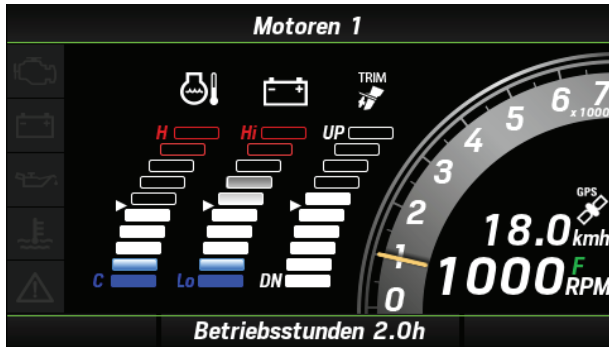 Motoren 1
TRIM
H Hi UP
C Lo DN
7
6
x 1000
5
4
3
2
1
0
GPS
18.0 kmh
F
1000 RPM
Betriebsstunden 2.0h